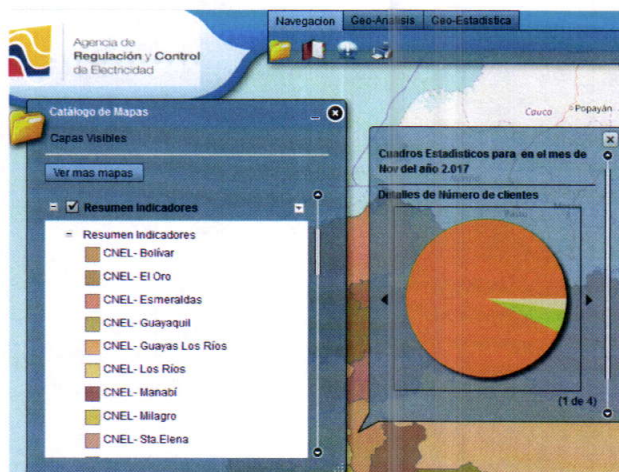 Agencia de
Regulación y Control
de Electricidad
Navegacion Geo-Analisis Geo-Estadistica
Catálogo de Mapas
Capas Visibles
Ver mas mapas
Resumen Indicadores
Resumen Indicadores
CNEL- Bolívar
CNEL- El Oro
CNEL- Esmeraldas
CNEL- Guayaquil
CNEL- Guayas Los Ríos
CNEL- Los Ríos
CNEL- Manabí
CNEL- Milagro
CNEL- Sta.Elena
Cauca Popayán
Cuadros Estadísticos para en el mes de
Nov del año 2.017
Detalles de Número de clientes
(1 de 4)